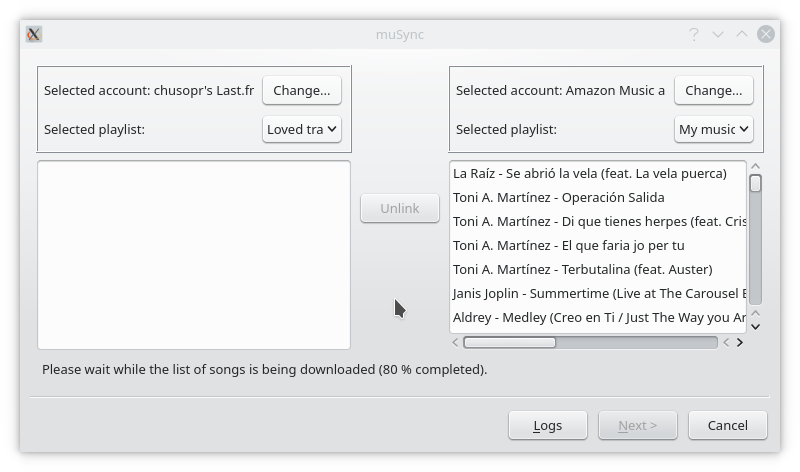 muSync
Selected account: chusopr's Last.fr
Change...
Selected playlist:
Loved tra
Selected account: Amazon Music a
Change...
Selected playlist:
My music
Unlink
La Raíz - Se abrió la vela (feat. La vela puerca)
Toni A. Martínez - Operación Salida
Toni A. Martínez - Di que tienes herpes (feat. Cris
Toni A. Martínez - El que faria jo per tu
Toni A. Martínez - Terbutalina (feat. Auster)
Janis Joplin - Summertime (Live at The Carousel B
Aldrey - Medley (Creo en Ti / Just The Way you Ar
Please wait while the list of songs is being downloaded (80 % completed).
Logs
Next >
Cancel